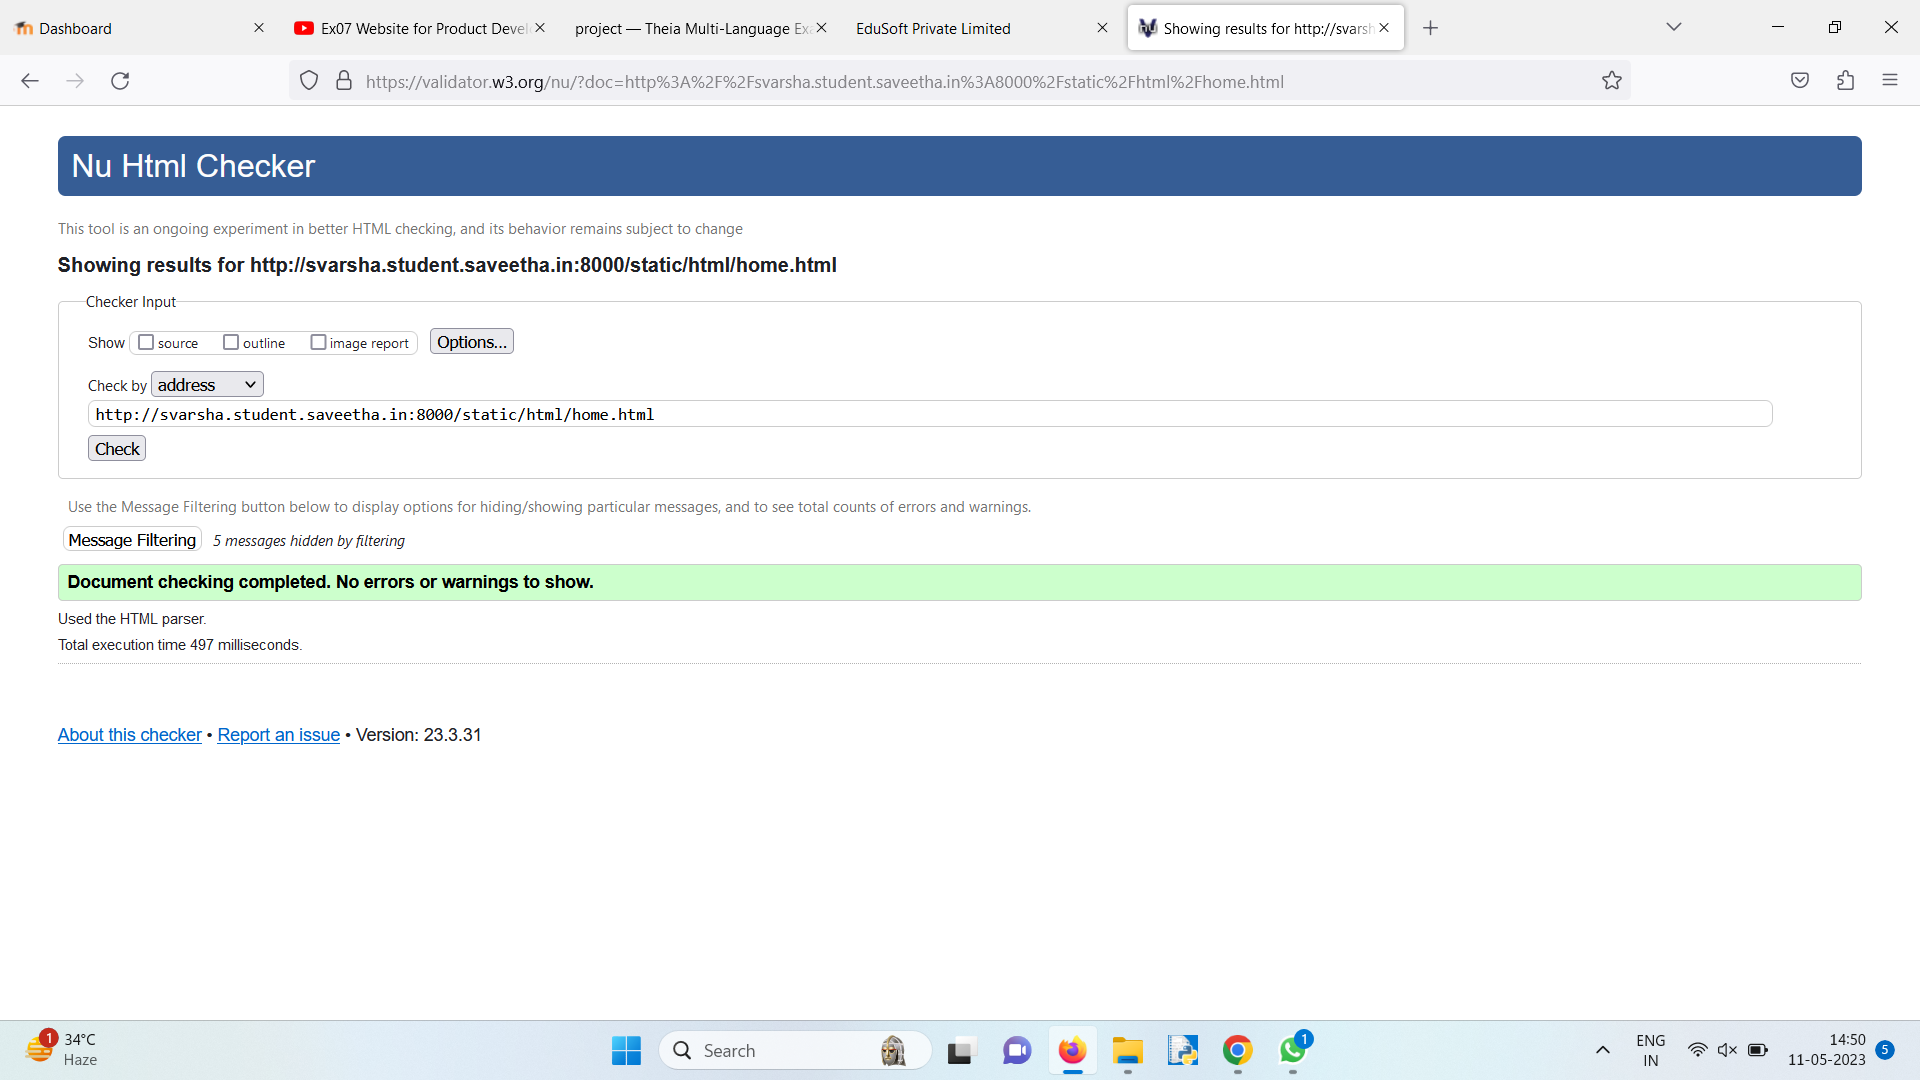 Dashboard
Ex07 Website for Product Devel
project — Theia Multi-Language Ex
EduSoft Private Limited
Showing results for http://svarsh
https://validator.w3.org/nu/?doc=http%3A%2F%2Fsvarsha.student.saveetha.in%3A8000%2Fstatic%2Fhtml%2Fhome.html
Nu Html Checker
This tool is an ongoing experiment in better HTML checking, and its behavior remains subject to change
Showing results for http://svarsha.student.saveetha.in:8000/static/html/home.html
Checker Input
Show source outline image report Options...
Check by address
http://svarsha.student.saveetha.in:8000/static/html/home.html
Check
Use the Message Filtering button below to display options for hiding/showing particular messages, and to see total counts of errors and warnings.
Message Filtering 5 messages hidden by filtering
Document checking completed. No errors or warnings to show.
Used the HTML parser.
Total execution time 497 milliseconds.
About this checker • Report an issue • Version: 23.3.31
1
34°C
Haze
Search
1
ENG
IN
14:50
11-05-2023
5